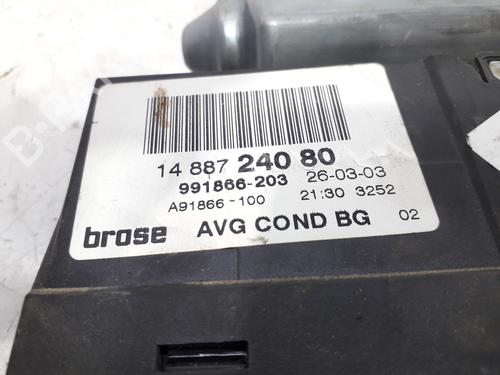 14 887 240 80
991866-203 26-03-03
A91866-100 21:30 3252
brose AVG COND BG 02